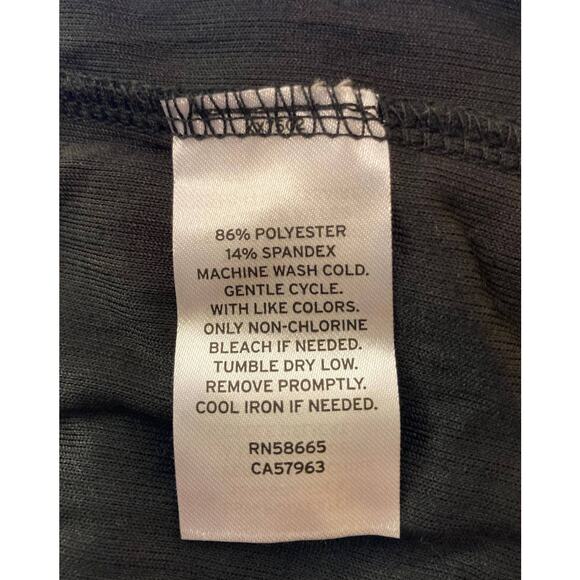 86% POLYESTER
14% SPANDEX
MACHINE WASH COLD.
GENTLE CYCLE.
WITH LIKE COLORS.
ONLY NON-CHLORINE
BLEACH IF NEEDED.
TUMBLE DRY LOW.
REMOVE PROMPTLY.
COOL IRON IF NEEDED.
RN58665
CA57963